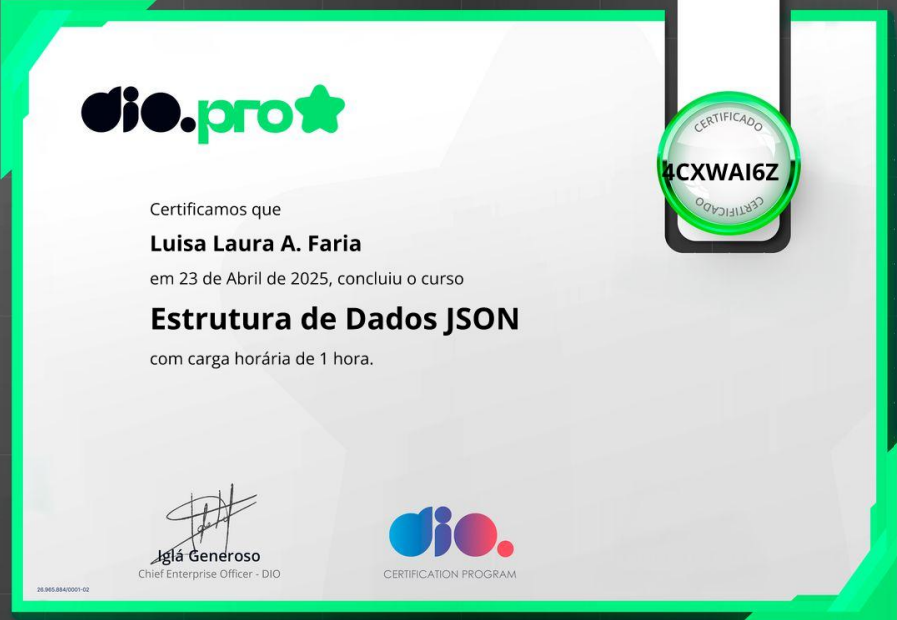 dio.pro
CERTIFICADO
4CXWAI6Z
CERTIFICADO
Certificamos que
Luisa Laura A. Faria
em 23 de Abril de 2025, concluiu o curso
Estrutura de Dados JSON
com carga horária de 1 hora.
Iglá Generoso
Chief Enterprise Officer - DIO
dio.
CERTIFICATION PROGRAM
26.965.884/0001-02